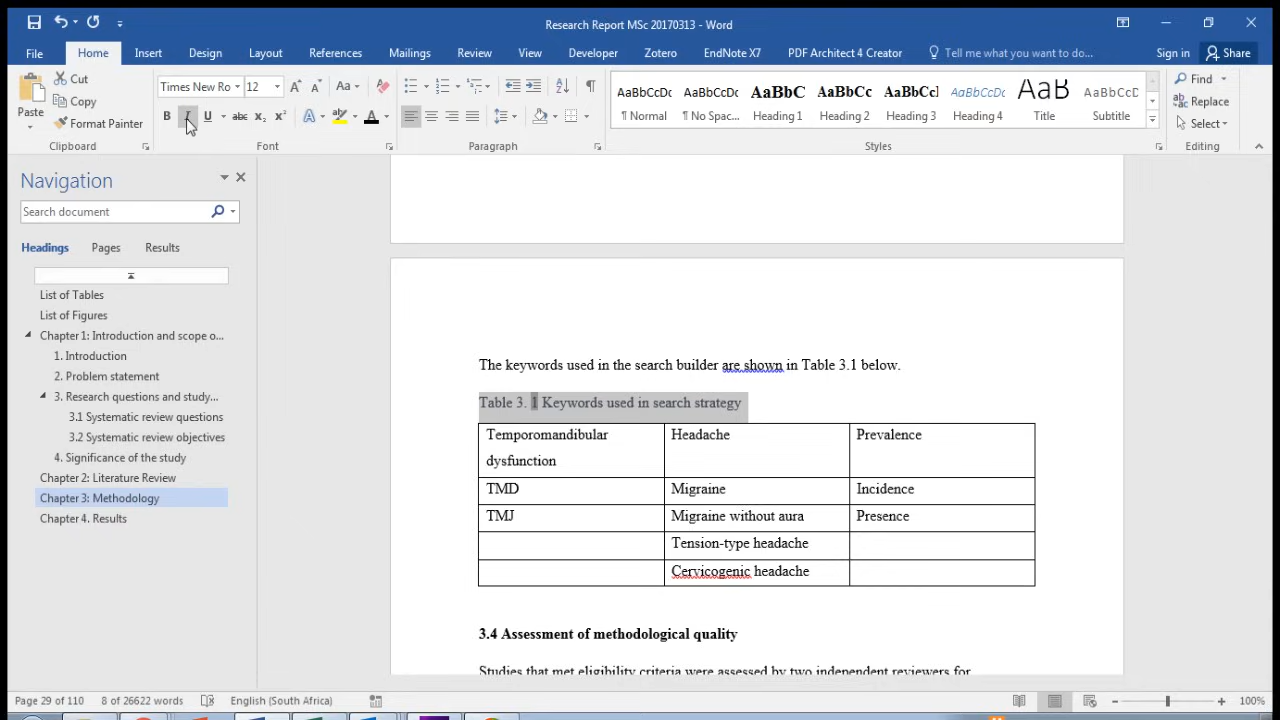 Research Report MSc 20170313 - Word
File Home Insert Design Layout References Mailings Review View Developer Zotero EndNote X7 PDF Architect 4 Creator Tell me what you want to do... Sign in Share
Paste
Cut
Copy
Format Painter
Clipboard
Times New Ro 12
Aa
B I U abc x₂ x²
A A
Font
Paragraph
AaBbCcDc AaBbCcDc AaBbC AaBbCc AaBbCcI AaBbCcDc AaB AaBbCcDc
¶ Normal ¶ No Spac... Heading 1 Heading 2 Heading 3 Heading 4 Title Subtitle
Styles
Find
Replace
Select
Editing
Navigation
Search document
Headings Pages Results
List of Tables
List of Figures
Chapter 1: Introduction and scope o...
1. Introduction
2. Problem statement
3. Research questions and study...
3.1 Systematic review questions
3.2 Systematic review objectives
4. Significance of the study
Chapter 2: Literature Review
Chapter 3: Methodology
Chapter 4. Results
The keywords used in the search builder are shown in Table 3.1 below.
Table 3. 1 Keywords used in search strategy
Temporomandibular dysfunction Headache Prevalence
TMD Migraine Incidence
TMJ Migraine without aura Presence
Tension-type headache
Cervicogenic headache
3.4 Assessment of methodological quality
Studies that met eligibility criteria were assessed by two independent reviewers for
Page 29 of 110 8 of 26622 words English (South Africa) 100%